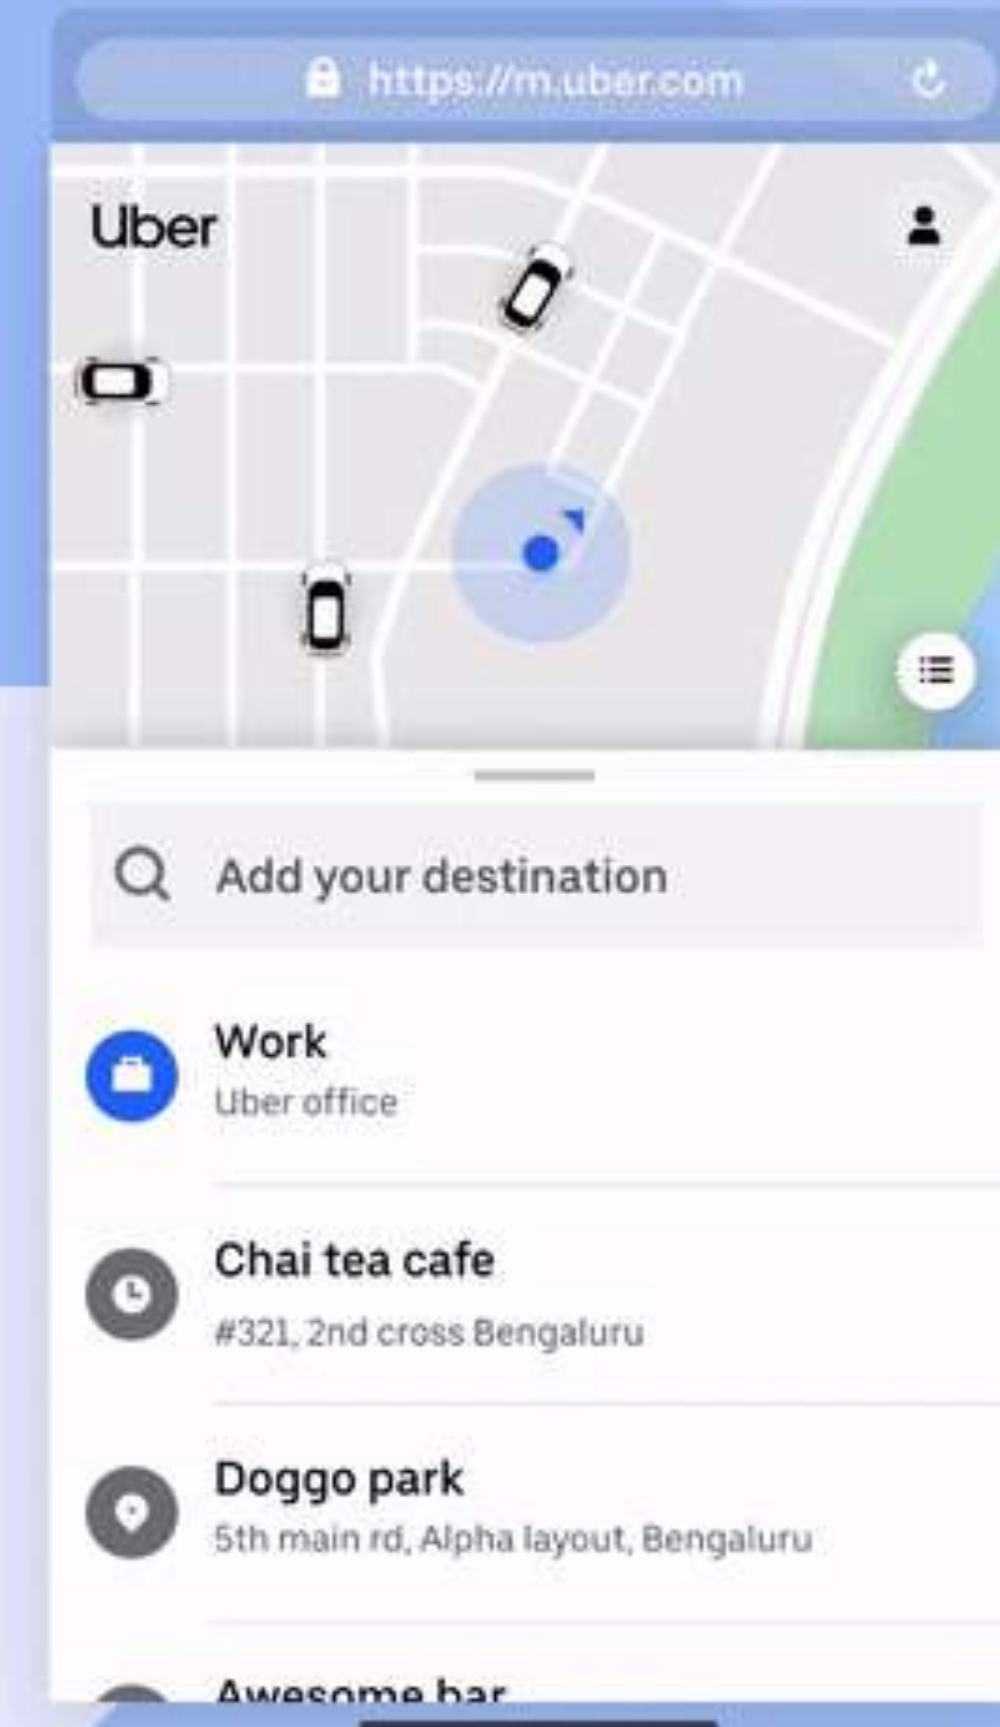 https://m.uber.com
Uber
Add your destination
Work
Uber office
Chai tea cafe
#321, 2nd cross Bengaluru
Doggo park
5th main rd, Alpha layout, Bengaluru
Awesome bar